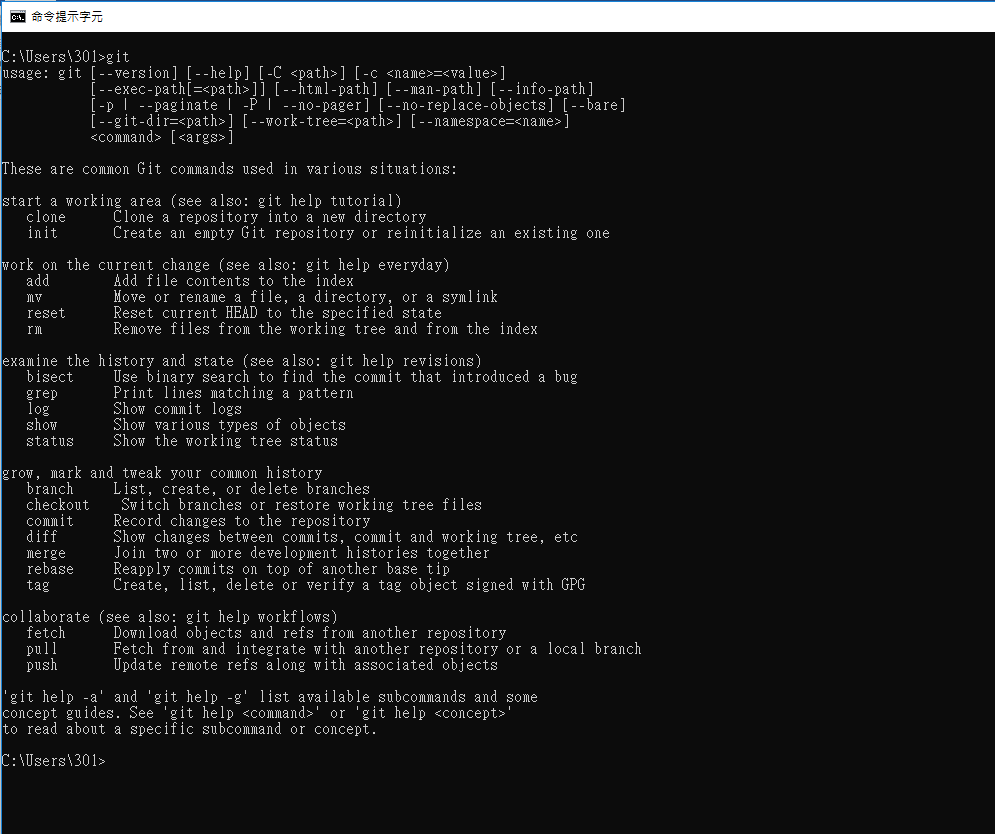 命令提示字元
C:\Users\301>git
usage: git [--version] [--help] [-C <path>] [-c <name>=<value>]
           [--exec-path[=<path>]] [--html-path] [--man-path] [--info-path]
           [-p | --paginate | -P | --no-pager] [--no-replace-objects] [--bare]
           [--git-dir=<path>] [--work-tree=<path>] [--namespace=<name>]
           <command> [<args>]

These are common Git commands used in various situations:

start a working area (see also: git help tutorial)
   clone      Clone a repository into a new directory
   init       Create an empty Git repository or reinitialize an existing one

work on the current change (see also: git help everyday)
   add        Add file contents to the index
   mv         Move or rename a file, a directory, or a symlink
   reset      Reset current HEAD to the specified state
   rm         Remove files from the working tree and from the index

examine the history and state (see also: git help revisions)
   bisect     Use binary search to find the commit that introduced a bug
   grep       Print lines matching a pattern
   log        Show commit logs
   show       Show various types of objects
   status     Show the working tree status

grow, mark and tweak your common history
   branch     List, create, or delete branches
   checkout    Switch branches or restore working tree files
   commit     Record changes to the repository
   diff       Show changes between commits, commit and working tree, etc
   merge      Join two or more development histories together
   rebase     Reapply commits on top of another base tip
   tag        Create, list, delete or verify a tag object signed with GPG

collaborate (see also: git help workflows)
   fetch      Download objects and refs from another repository
   pull       Fetch from and integrate with another repository or a local branch
   push       Update remote refs along with associated objects

'git help -a' and 'git help -g' list available subcommands and some
concept guides. See 'git help <command>' or 'git help <concept>'
to read about a specific subcommand or concept.

C:\Users\301>